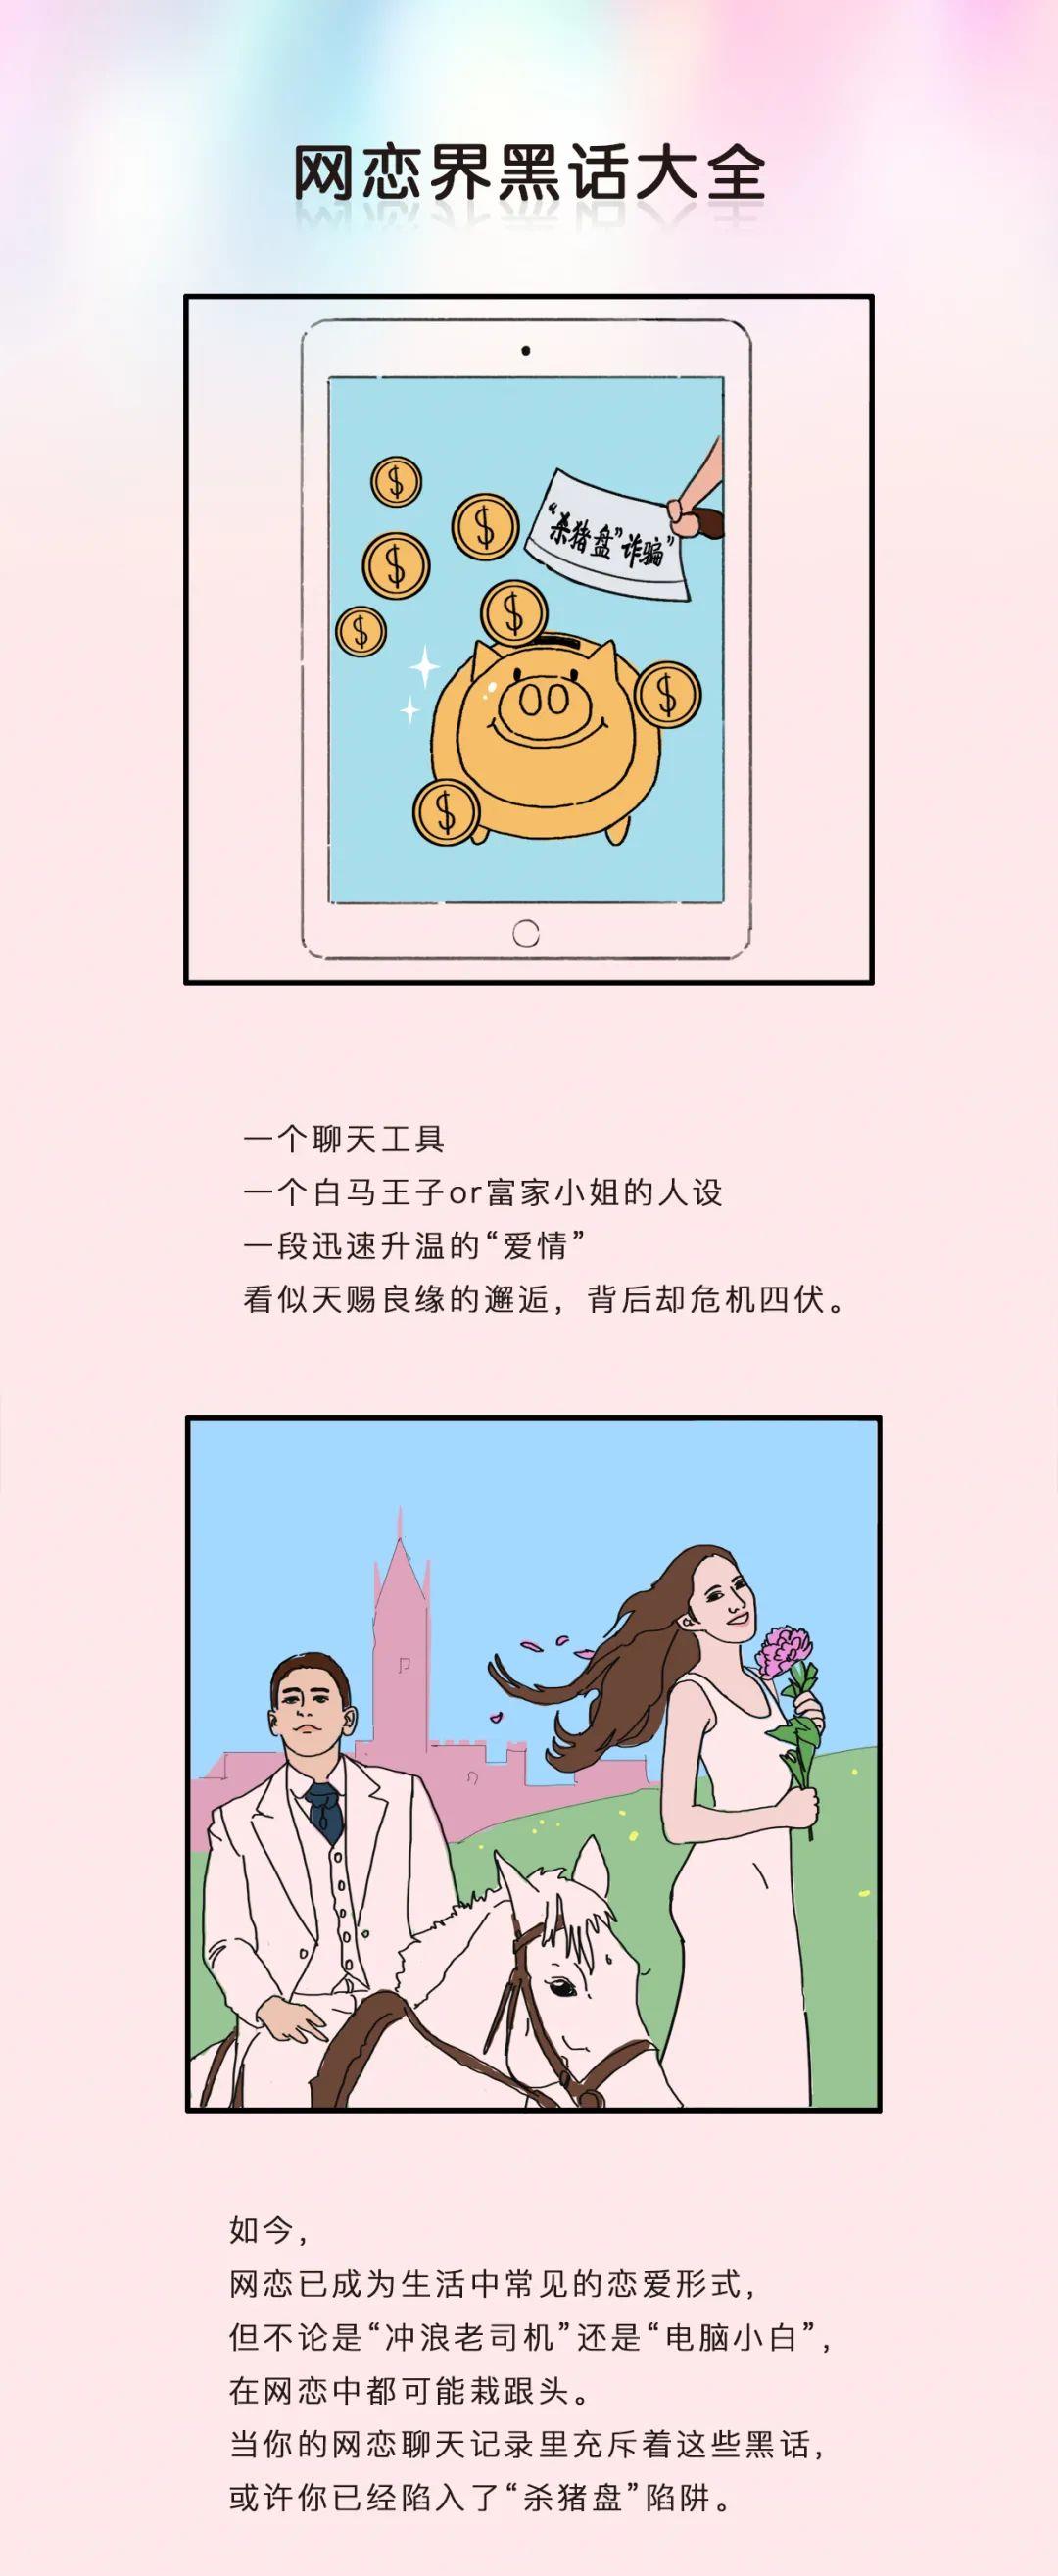 网恋界黑话大全
“杀猪盘”诈骗”
一个聊天工具
一个白马王子or富家小姐的人设
一段迅速升温的“爱情”
看似天赐良缘的邂逅，背后却危机四伏。
如今，
网恋已成为生活中常见的恋爱形式，
但不论是“冲浪老司机”还是“电脑小白”，
在网恋中都可能栽跟头。
当你的网恋聊天记录里充斥着这些黑话，
或许你已经陷入了“杀猪盘”陷阱。